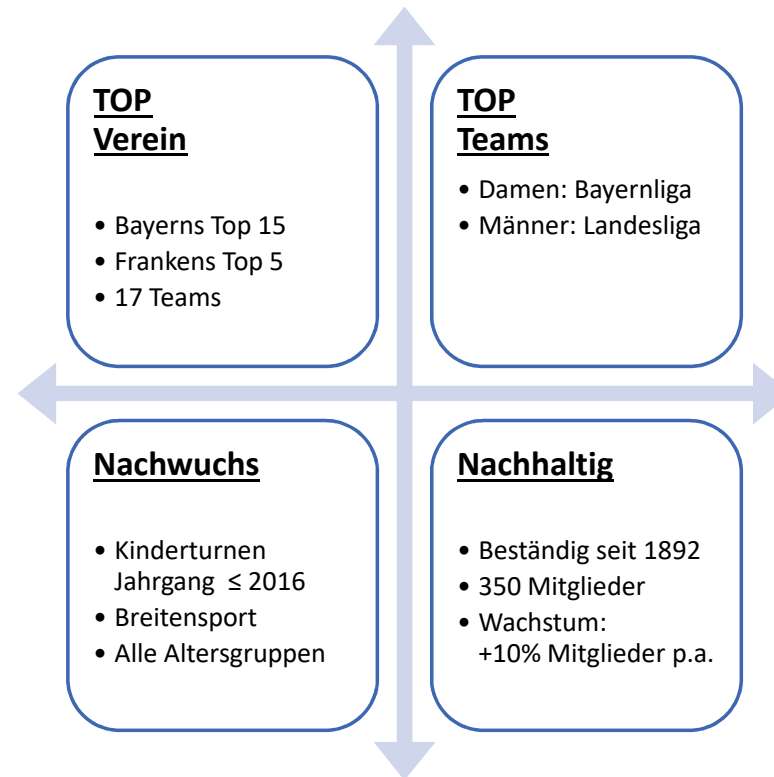 TOP
Verein
• Bayerns Top 15
• Frankens Top 5
• 17 Teams
TOP
Teams
• Damen: Bayernliga
• Männer: Landesliga
Nachwuchs
• Kinderturnen
Jahrgang ≤ 2016
• Breitensport
• Alle Altersgruppen
Nachhaltig
• Beständig seit 1892
• 350 Mitglieder
• Wachstum:
+10% Mitglieder p.a.